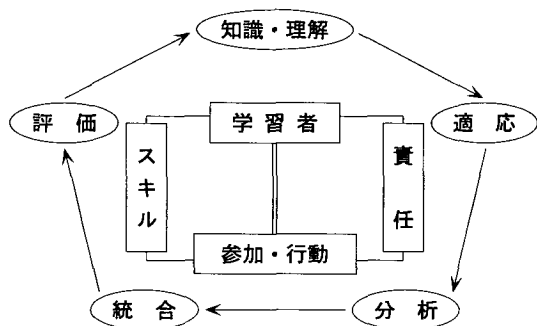 知識・理解
評価
学習者
適応
スキル
責任
参加・行動
統合
分析